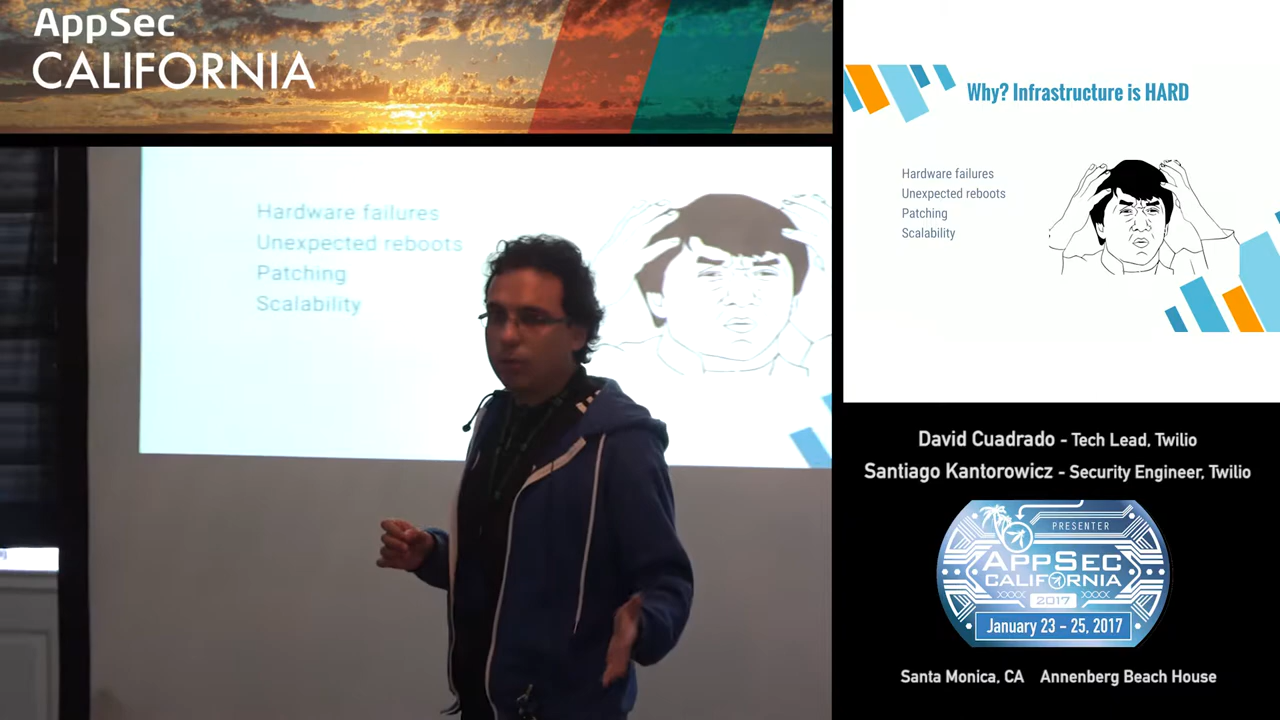 AppSec
CALIFORNIA
Hardware failures
Unexpected reboots
Patching
Scalability
Why? Infrastructure is HARD
Hardware failures
Unexpected reboots
Patching
Scalability
David Cuadrado - Tech Lead, Twilio
Santiago Kantorowicz - Security Engineer, Twilio
PRESENTER
APPSEC
CALIFORNIA
XXXX 2017 XXXX
January 23 - 25, 2017
Santa Monica, CA Annenberg Beach House